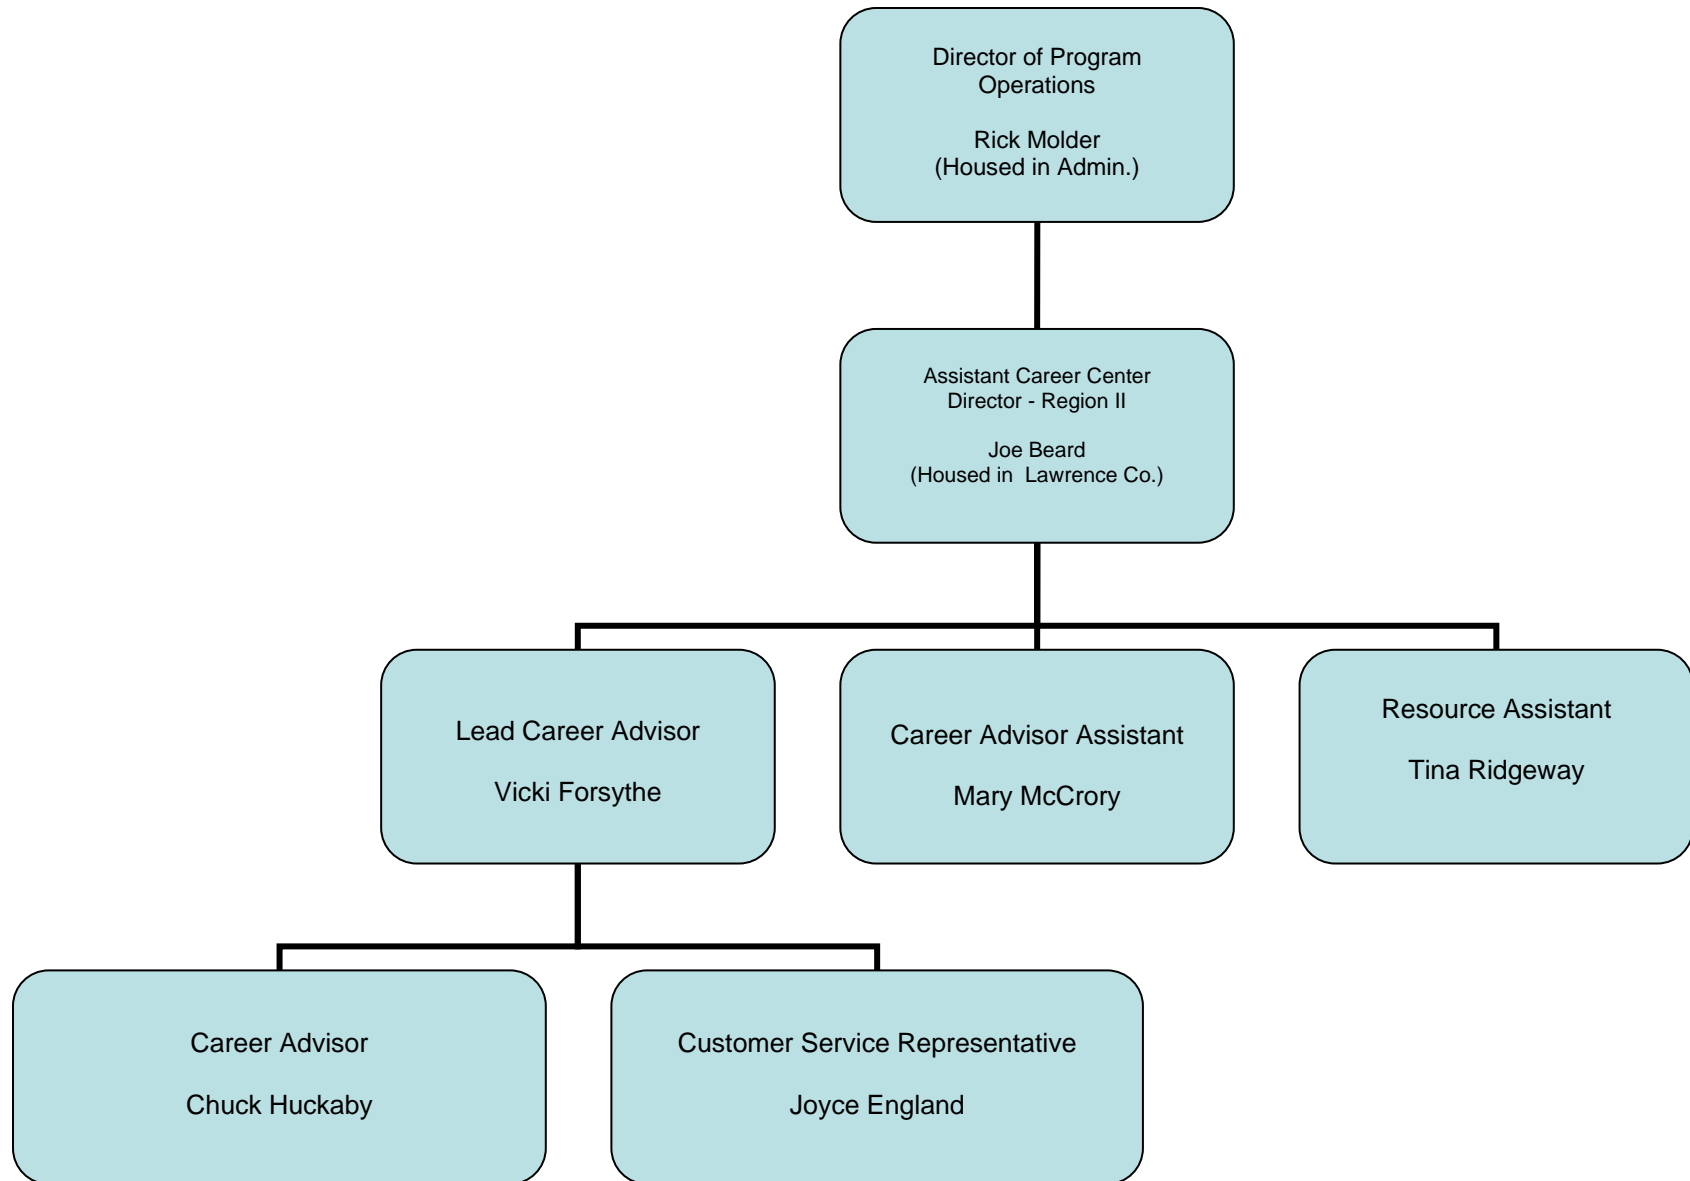 Director of Program
Operations
Rick Molder
(Housed in Admin.)
Assistant Career Center
Director - Region II
Joe Beard
(Housed in  Lawrence Co.)
Lead Career Advisor
Vicki Forsythe
Career Advisor Assistant
Mary McCrory
Resource Assistant
Tina Ridgeway
Career Advisor
Chuck Huckaby
Customer Service Representative
Joyce England